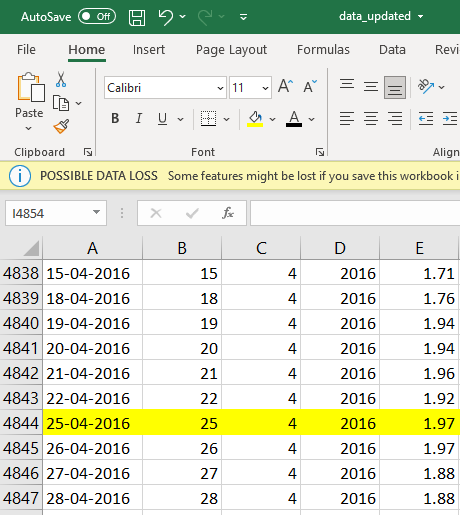 AutoSave Off data_updated
File Home Insert Page Layout Formulas Data Revi
Calibri 11 A A
Paste B I U A
Clipboard Font Align
POSSIBLE DATA LOSS Some features might be lost if you save this workbook i
I4854 fx
A B C D E
4838 15-04-2016 15 4 2016 1.71
4839 18-04-2016 18 4 2016 1.76
4840 19-04-2016 19 4 2016 1.94
4841 20-04-2016 20 4 2016 1.94
4842 21-04-2016 21 4 2016 1.96
4843 22-04-2016 22 4 2016 1.92
4844 25-04-2016 25 4 2016 1.97
4845 26-04-2016 26 4 2016 1.97
4846 27-04-2016 27 4 2016 1.88
4847 28-04-2016 28 4 2016 1.88